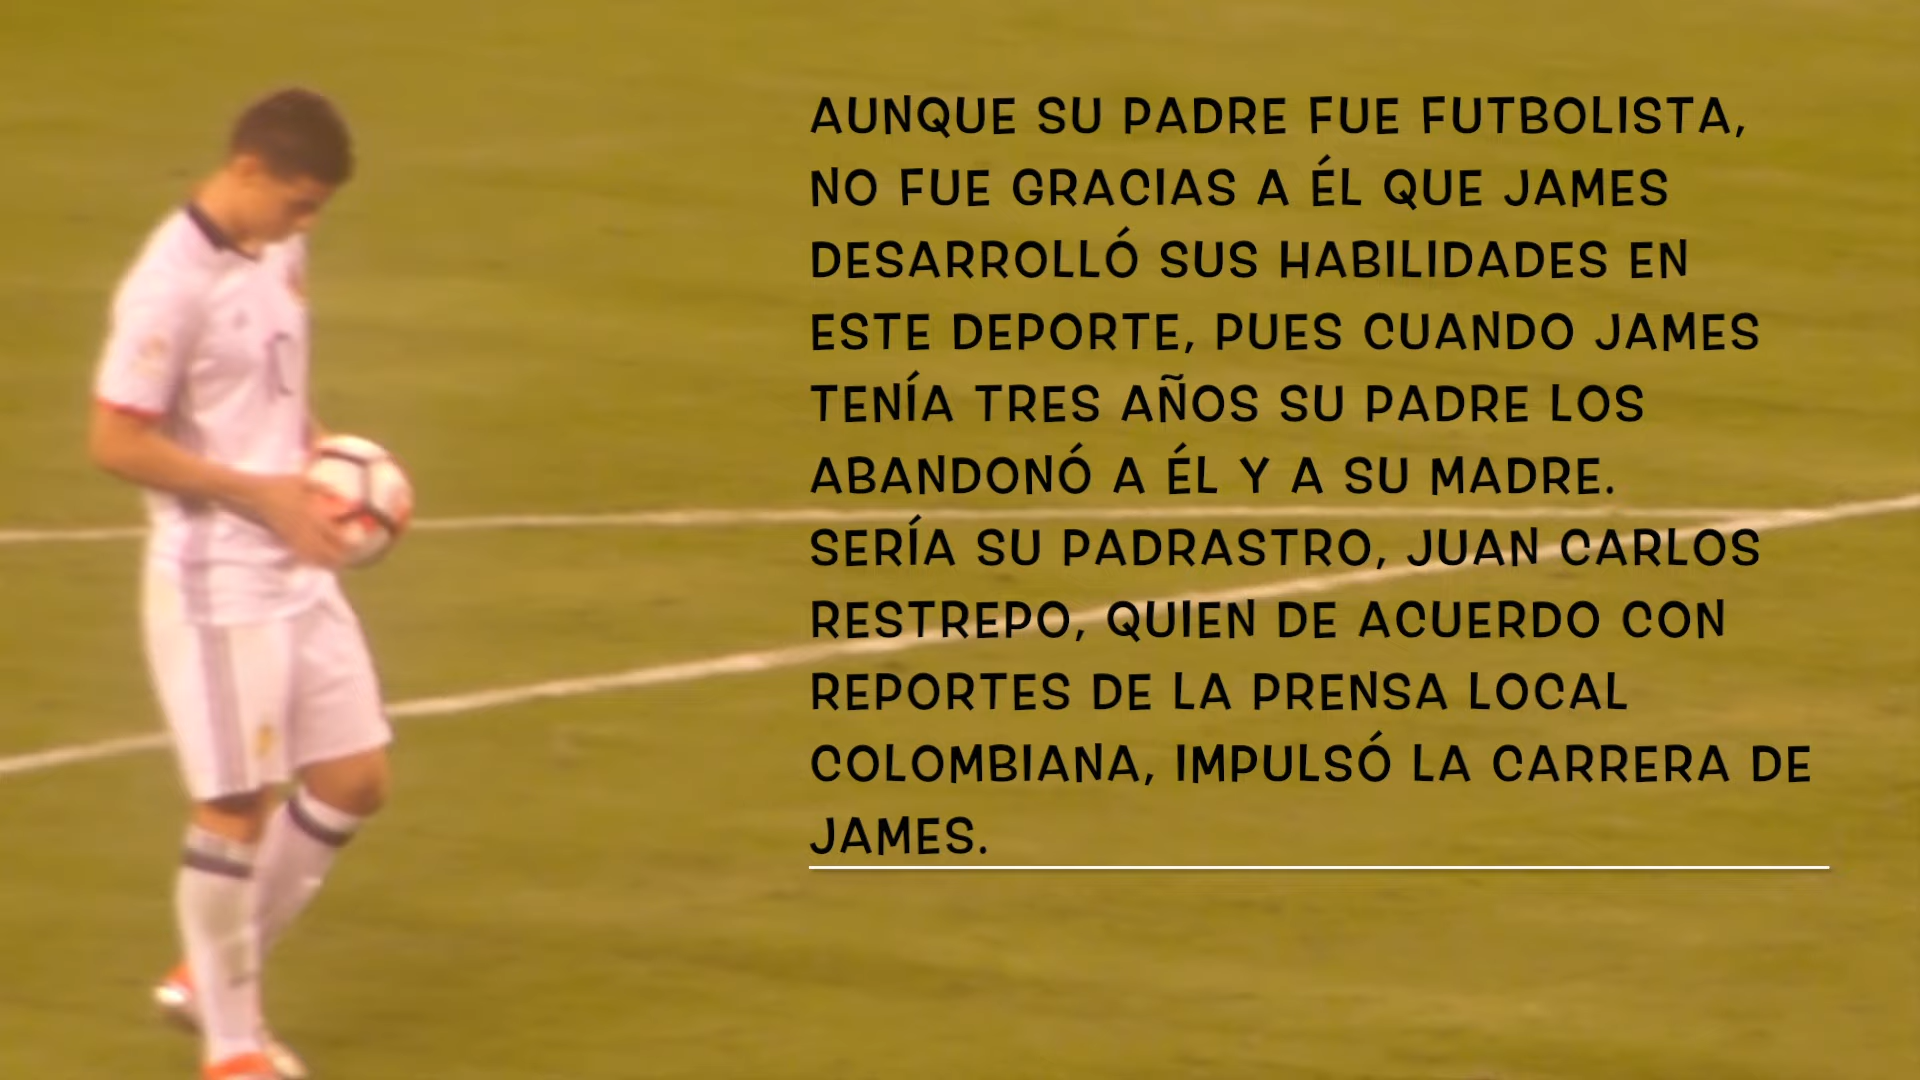 AUNQUE SU PADRE FUE FUTBOLISTA,
NO FUE GRACIAS A ÉL QUE JAMES
DESARROLLÓ SUS HABILIDADES EN
ESTE DEPORTE, PUES CUANDO JAMES
TENÍA TRES AÑOS SU PADRE LOS
ABANDONÓ A ÉL Y A SU MADRE.
SERÍA SU PADRASTRO, JUAN CARLOS
RESTREPO, QUIEN DE ACUERDO CON
REPORTES DE LA PRENSA LOCAL
COLOMBIANA, IMPULSÓ LA CARRERA DE
JAMES.